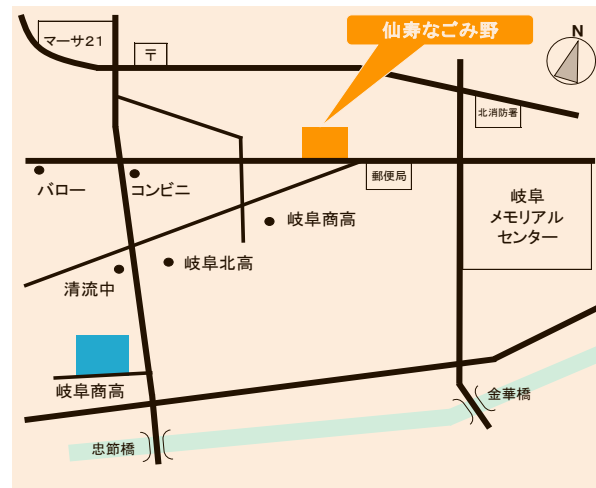 仙寿なごみ野
マーサ21
〒
N
北消防署
郵便局
バロー
コンビニ
岐阜
メモリアル
センター
岐阜商高
岐阜北高
清流中
岐阜商高
金華橋
忠節橋